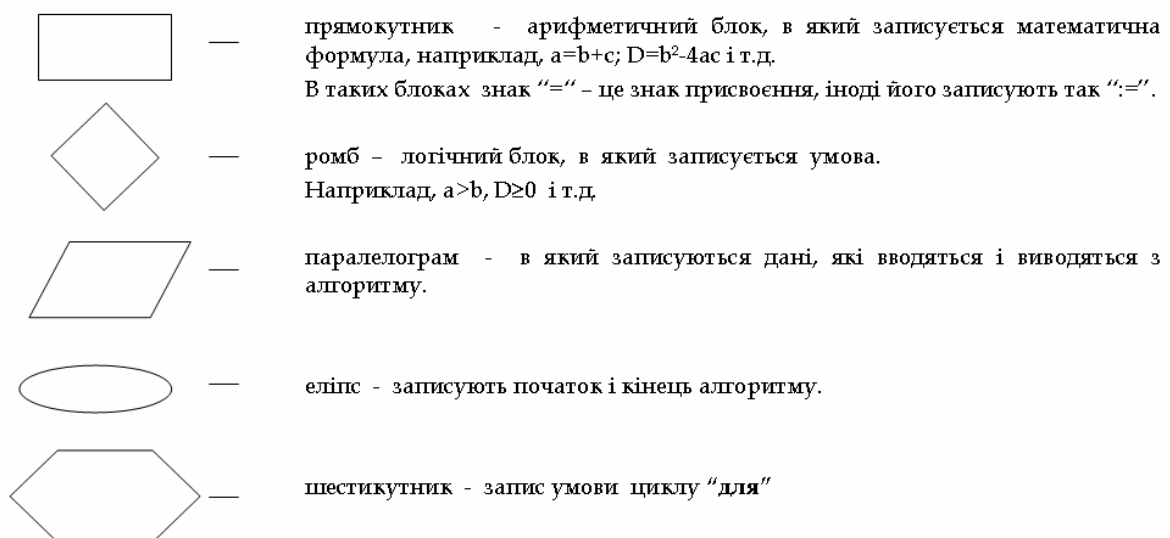 прямокутник - арифметичний блок, в який записується математична
формула, наприклад, a=b+c; D=b²-4ac і т.д.
В таких блоках знак “=“ – це знак присвоєння, іноді його записують так “:=”.
ромб – логічний блок, в який записується умова.
Наприклад, a>b, D≥0 і т.д.
паралелограм - в який записуються дані, які вводяться і виводяться з
алгоритму.
еліпс - записують початок і кінець алгоритму.
шестикутник - запис умови циклу “для”